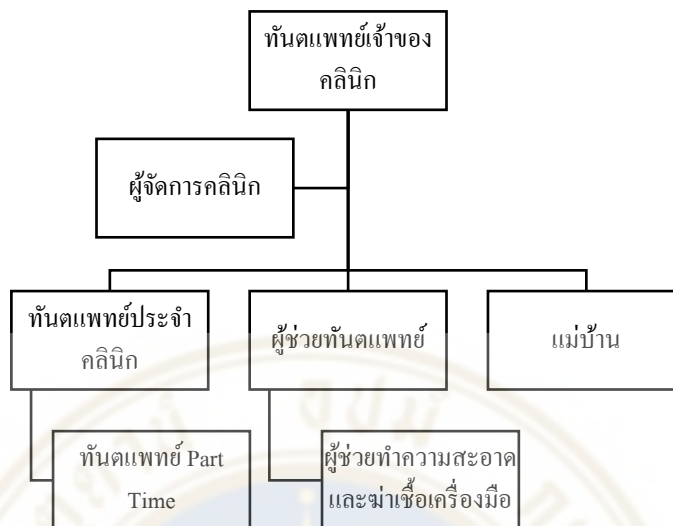 ทันตแพทย์เจ้าของ
คลินิก
ผู้จัดการคลินิก
ทันตแพทย์ประจำ
คลินิก
ผู้ช่วยทันตแพทย์
แม่บ้าน
ทันตแพทย์ Part
Time
ผู้ช่วยทำความสะอาด
และฆ่าเชื้อเครื่องมือ